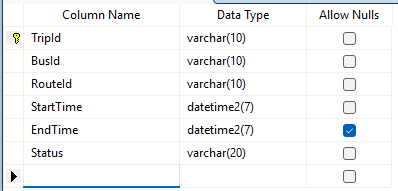 Column Name Data Type Allow Nulls
TripId varchar(10)
BusId varchar(10)
RouteId varchar(10)
StartTime datetime2(7)
EndTime datetime2(7)
Status varchar(20)